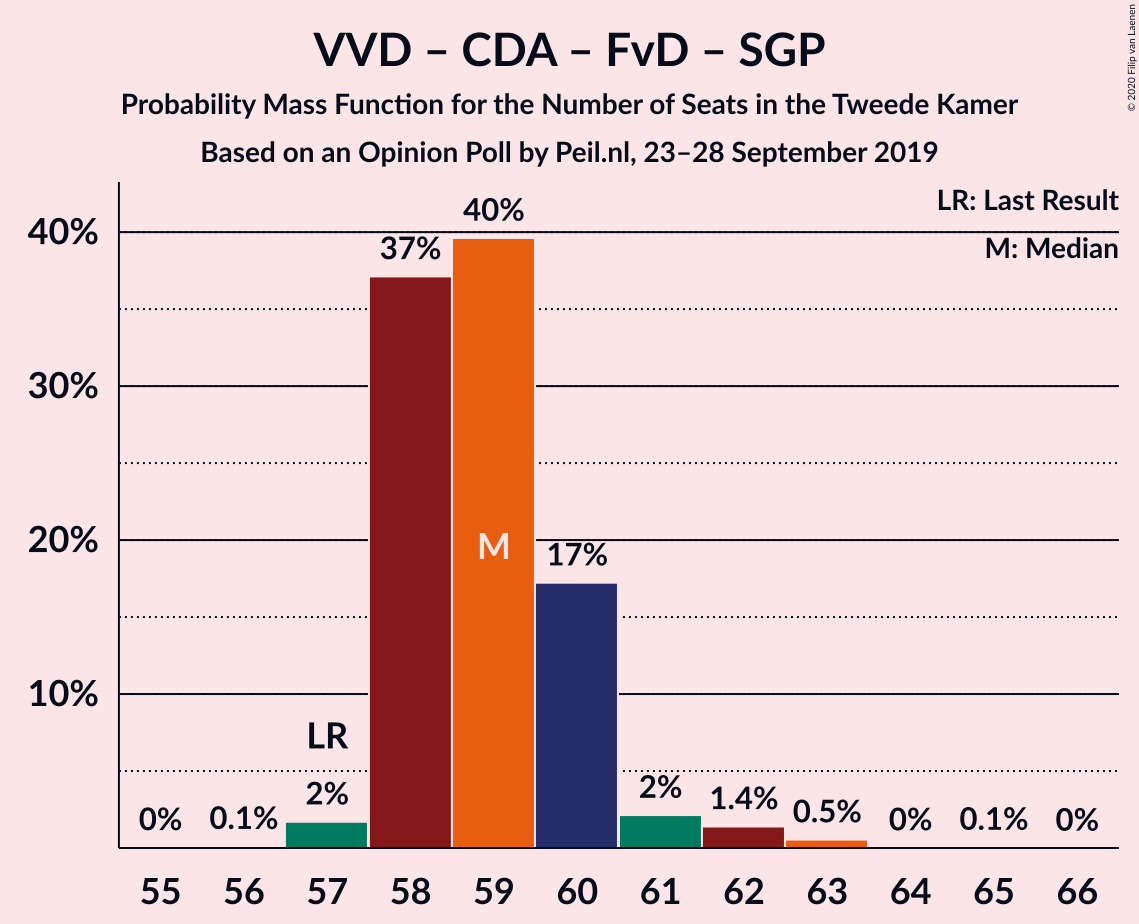 VVD – CDA – FvD – SGP
Probability Mass Function for the Number of Seats in the Tweede Kamer
Based on an Opinion Poll by Peil.nl, 23–28 September 2019
© 2020 Filip van Laenen
LR: Last Result
M: Median
40%
30%
20%
10%
0%
0.1%
2%
LR
37%
40%
M
17%
2%
1.4%
0.5%
0%
0.1%
0%
55 56 57 58 59 60 61 62 63 64 65 66